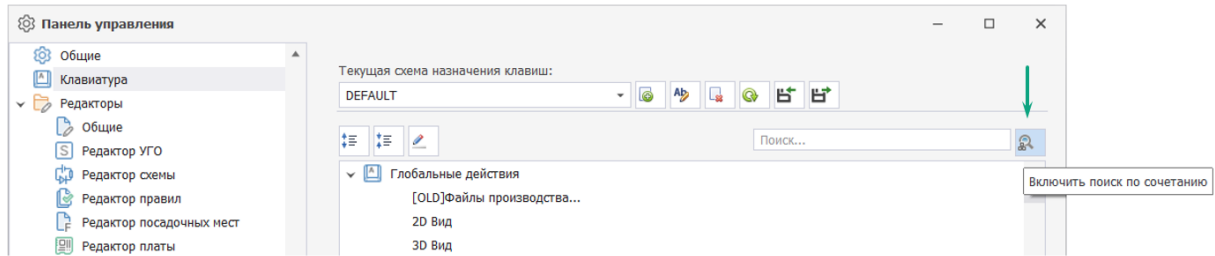 Панель управления
Общие
Клавиатура
Редакторы
Общие
Редактор УГО
Редактор схемы
Редактор правил
Редактор посадочных мест
Редактор платы
Текущая схема назначения клавиш:
DEFAULT
Поиск...
Включить поиск по сочетанию
Глобальные действия
[OLD]Файлы производства...
2D Вид
3D Вид